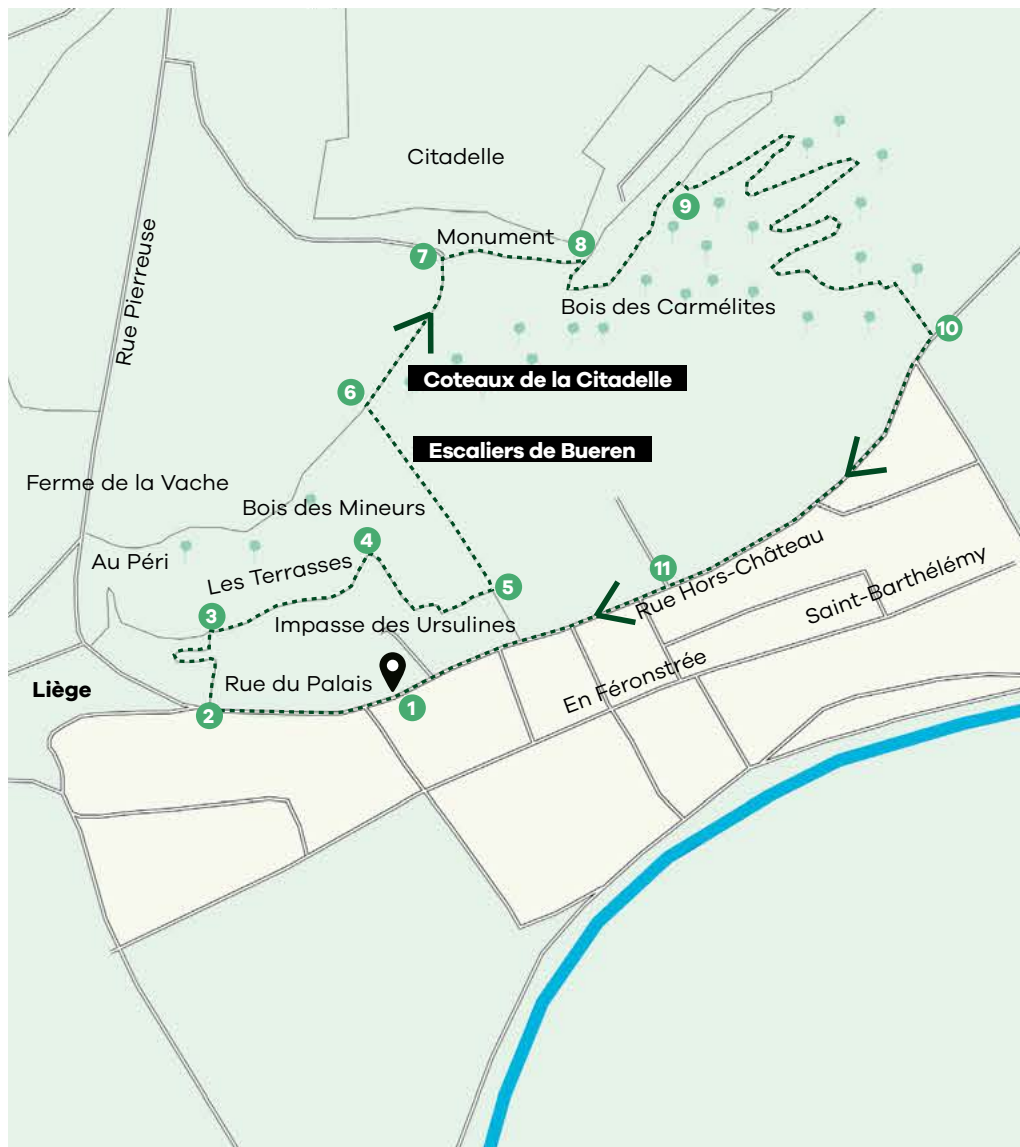 Citadelle
9
Monument
8
7
Rue Pierreuse
Bois des Carmélites
10
Coteaux de la Citadelle
6
Escaliers de Bueren
Ferme de la Vache
Bois des Mineurs
4
Au Péri
Les Terrasses
11
5
Rue Hors-Château
Saint-Barthélémy
3
Impasse des Ursulines
Liège
Rue du Palais
En Féronstrée
1
2